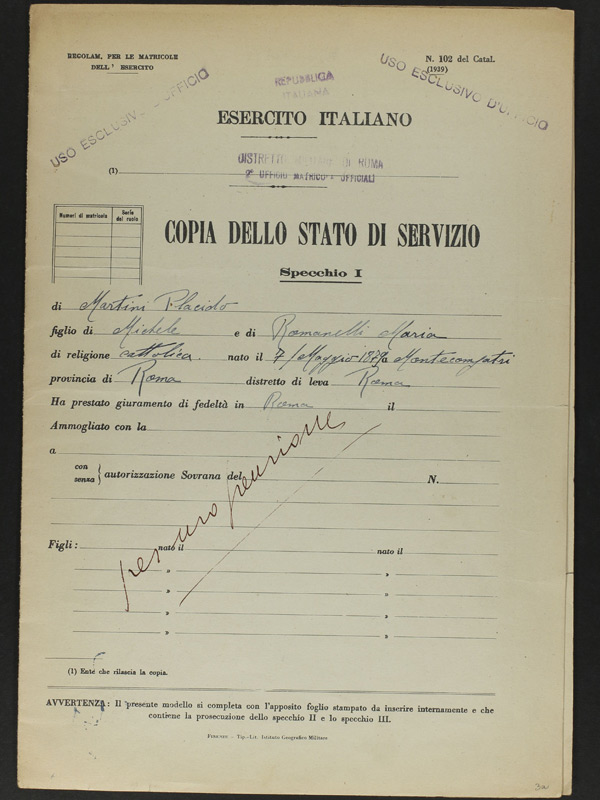 REGOLAM. PER LE MATRICOLE
DELL' ESERCITO
N. 102 del Catal.
(1929)
USO ESCLUSIVO D'UFFICIO
REPUBBLICA
ITALIANA
USO ESCLUSIVO D'UFFICIO
ESERCITO ITALIANO
(1)
DISTRETTO MILITARE DI ROMA
2° UFFICIO MATRICOLA UFFICIALI
Numeri di matricola Serie del ruolo
COPIA DELLO STATO DI SERVIZIO
Specchio I
di Martini Placido
figlio di Michele e di Romanelli Maria
di religione cattolica. nato il 7/Maggio 1879 a Montecompatri
provincia di Roma distretto di leva Roma
Ha prestato giuramento di fedeltà in Roma il
Ammogliato con la
a
con
senza } autorizzazione Sovrana del N.
per uso pensione
Figli : nato il nato il
» »
» »
» »
» »
(1) Ente che rilascia la copia.
AVVERTENZA: Il presente modello si completa con l'apposito foglio stampato da inscrire internamente e che
contiene la prosecuzione dello specchio II e lo specchio III.
FIRENZE - Tip.-Lit. Istituto Geografico Militare